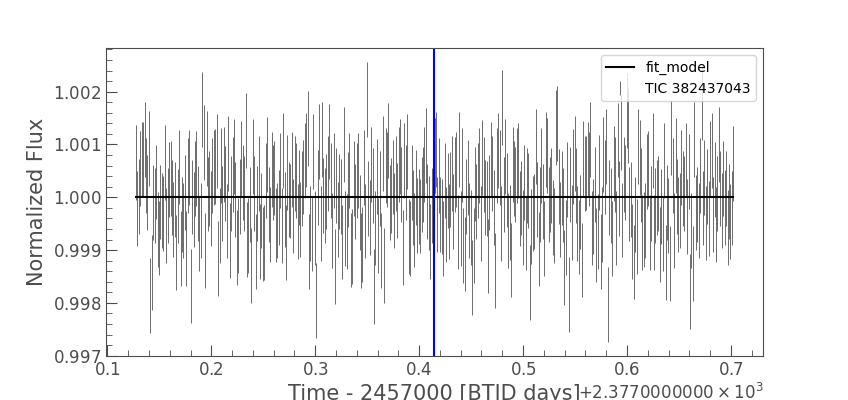 fit_model
TIC 382437043
Normalized Flux
1.002
1.001
1.000
0.999
0.998
0.997
0.1 0.2 0.3 0.4 0.5 0.6 0.7
Time - 2457000 [BTJD days]
+2.3770000000 × 10³